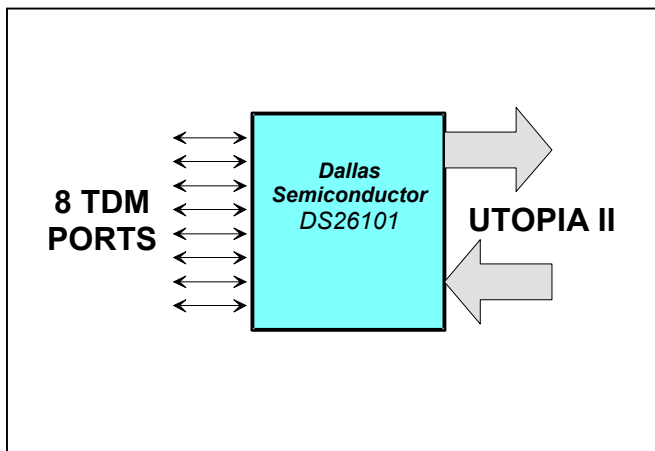 8 TDM
PORTS
Dallas
Semiconductor
DS26101
UTOPIA II